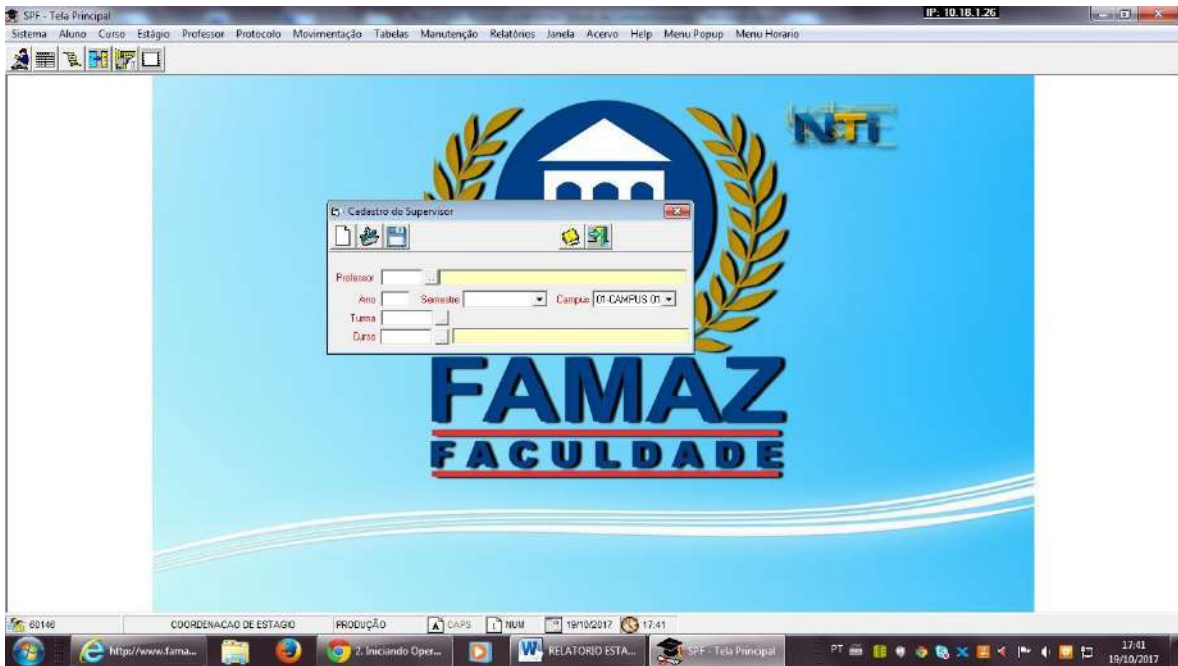 SPF - Tela Principal
IP: 10.18.1.26
Sistema Aluno Curso Estágio Professor Protocolo Movimentação Tabelas Manutenção Relatórios Janela Acervo Help Menu Popup Menu Horario
NTI
Cadastro do Supervisor
Professor ...
Ano Semestre Campus 01-CAMPUS 01
Turma
Curso ...
FAMAZ
FACULDADE
60146 COORDENACAO DE ESTAGIO PRODUÇÃO CAPS NUM 19/10/2017 17:41
http://www.fama... 2. Iniciando Oper... RELATORIO ESTA... SPF - Tela Principal PT 17:41
19/10/2017